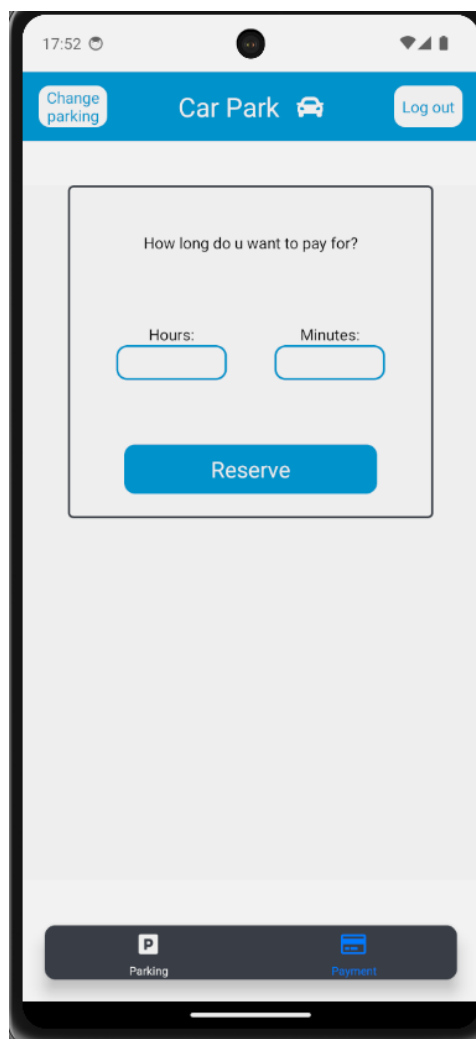 17:52
Change
parking
Car Park
Log out
How long do u want to pay for?
Hours:
Minutes:
Reserve
P
Parking
Payment